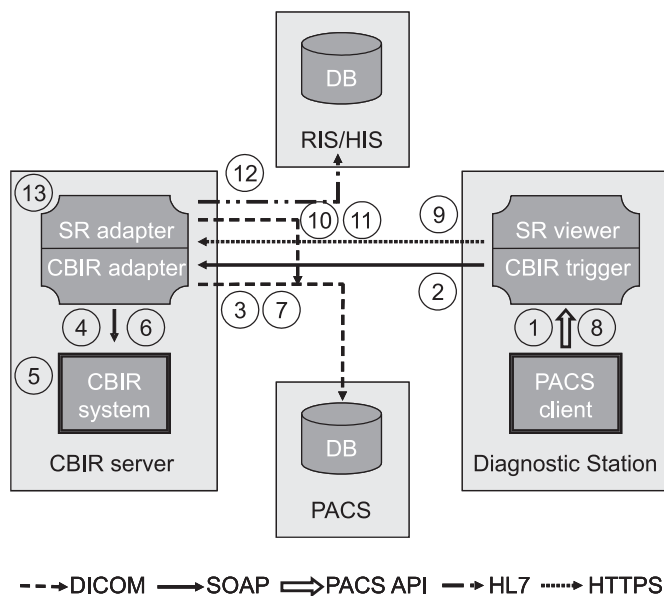 DB
RIS/HIS
12
13
10
11
9
SR adapter
SR viewer
CBIR adapter
CBIR trigger
3
7
2
4
6
1
8
5
CBIR
system
PACS
client
DB
CBIR server
Diagnostic Station
PACS
DICOM SOAP PACS API HL7 HTTPS